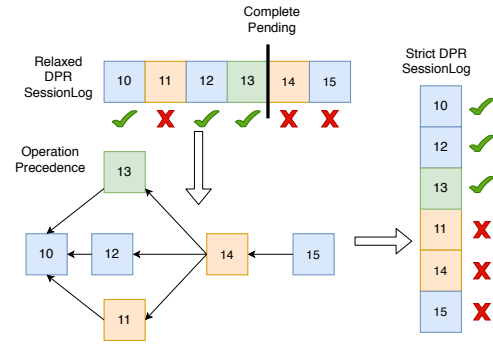 Complete
Pending
Relaxed
DPR
SessionLog
10 11 12 13 14 15
Strict DPR
SessionLog
Operation
Precedence
13
10
12
14
15
11
10
12
13
11
14
15